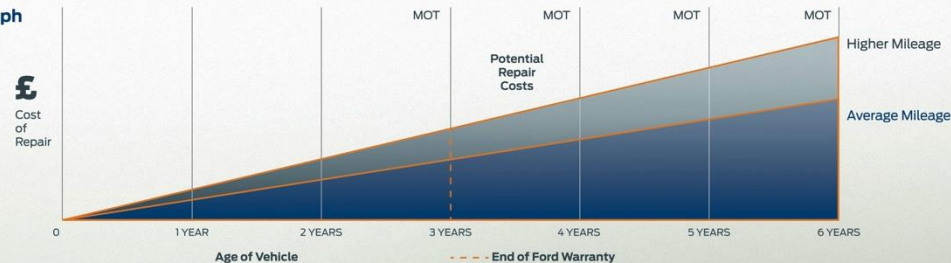 ph
MOT
MOT
MOT
MOT
Higher Mileage
Potential
Repair
Costs
£
Cost
of
Repair
Average Mileage
0
1 YEAR
2 YEARS
3 YEARS
4 YEARS
5 YEARS
6 YEARS
Age of Vehicle
End of Ford Warranty